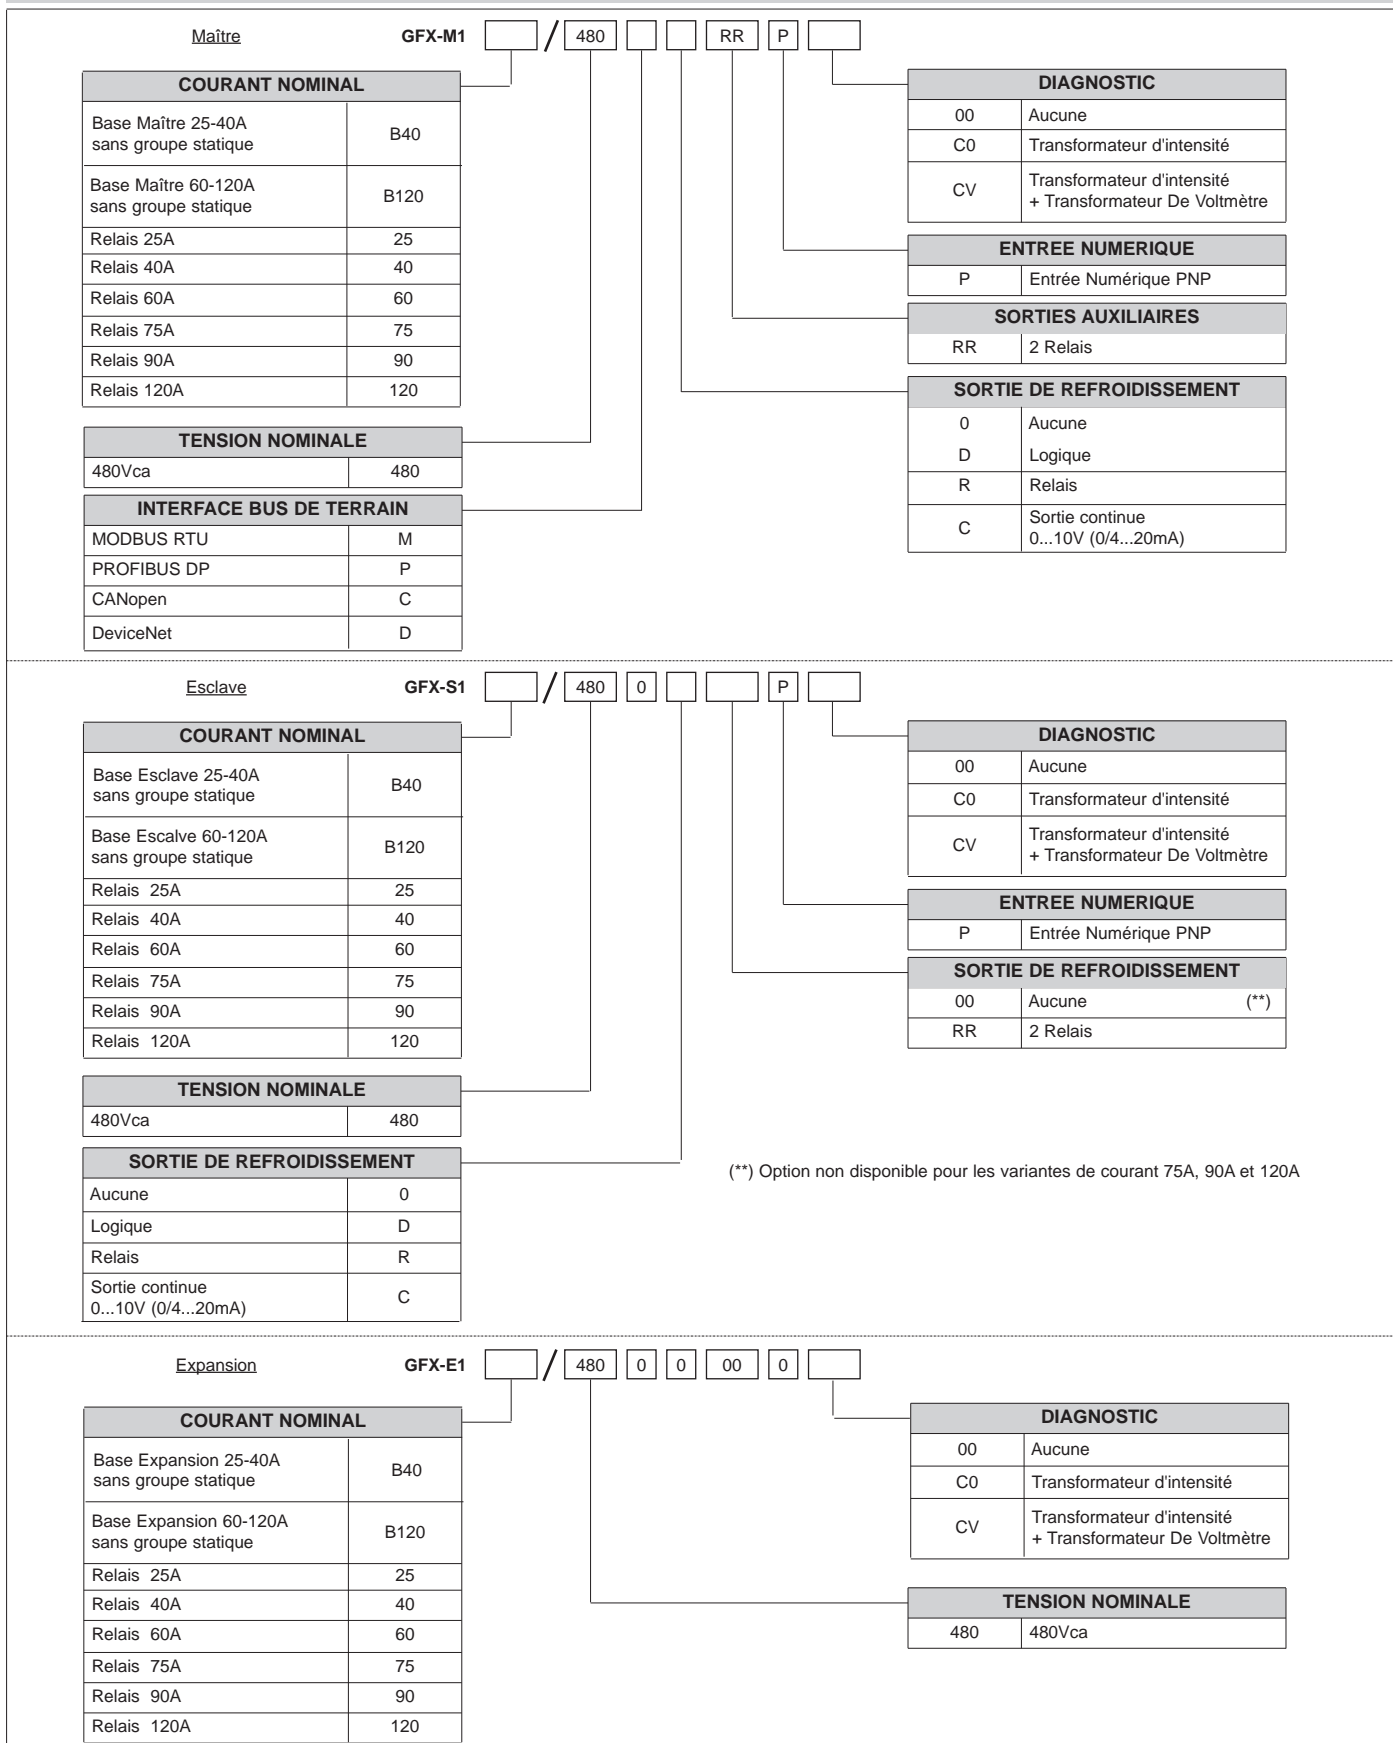 Maître GFX-M1 / 480 RR P
COURANT NOMINAL
Base Maître 25-40A
sans groupe statique
B40
Base Maître 60-120A
sans groupe statique
B120
Relais 25A 25
Relais 40A 40
Relais 60A 60
Relais 75A 75
Relais 90A 90
Relais 120A 120
TENSION NOMINALE
480Vca 480
INTERFACE BUS DE TERRAIN
MODBUS RTU M
PROFIBUS DP P
CANopen C
DeviceNet D
DIAGNOSTIC
00 Aucune
C0 Transformateur d'intensité
CV
Transformateur d'intensité
+ Transformateur De Voltmètre
ENTREE NUMERIQUE
P Entrée Numérique PNP
SORTIES AUXILIAIRES
RR 2 Relais
SORTIE DE REFROIDISSEMENT
0 Aucune
D Logique
R Relais
C
Sortie continue
0...10V (0/4...20mA)
Esclave GFX-S1 / 480 0 P
COURANT NOMINAL
Base Esclave 25-40A
sans groupe statique
B40
Base Escalve 60-120A
sans groupe statique
B120
Relais 25A 25
Relais 40A 40
Relais 60A 60
Relais 75A 75
Relais 90A 90
Relais 120A 120
TENSION NOMINALE
480Vca 480
SORTIE DE REFROIDISSEMENT
Aucune 0
Logique D
Relais R
Sortie continue
0...10V (0/4...20mA)
C
DIAGNOSTIC
00 Aucune
C0 Transformateur d'intensité
CV
Transformateur d'intensité
+ Transformateur De Voltmètre
ENTREE NUMERIQUE
P Entrée Numérique PNP
SORTIE DE REFROIDISSEMENT
00 Aucune (**)
RR 2 Relais
(**) Option non disponible pour les variantes de courant 75A, 90A et 120A
Expansion GFX-E1 / 480 0 0 00 0
COURANT NOMINAL
Base Expansion 25-40A
sans groupe statique
B40
Base Expansion 60-120A
sans groupe statique
B120
Relais 25A 25
Relais 40A 40
Relais 60A 60
Relais 75A 75
Relais 90A 90
Relais 120A 120
DIAGNOSTIC
00 Aucune
C0 Transformateur d'intensité
CV
Transformateur d'intensité
+ Transformateur De Voltmètre
TENSION NOMINALE
480 480Vca